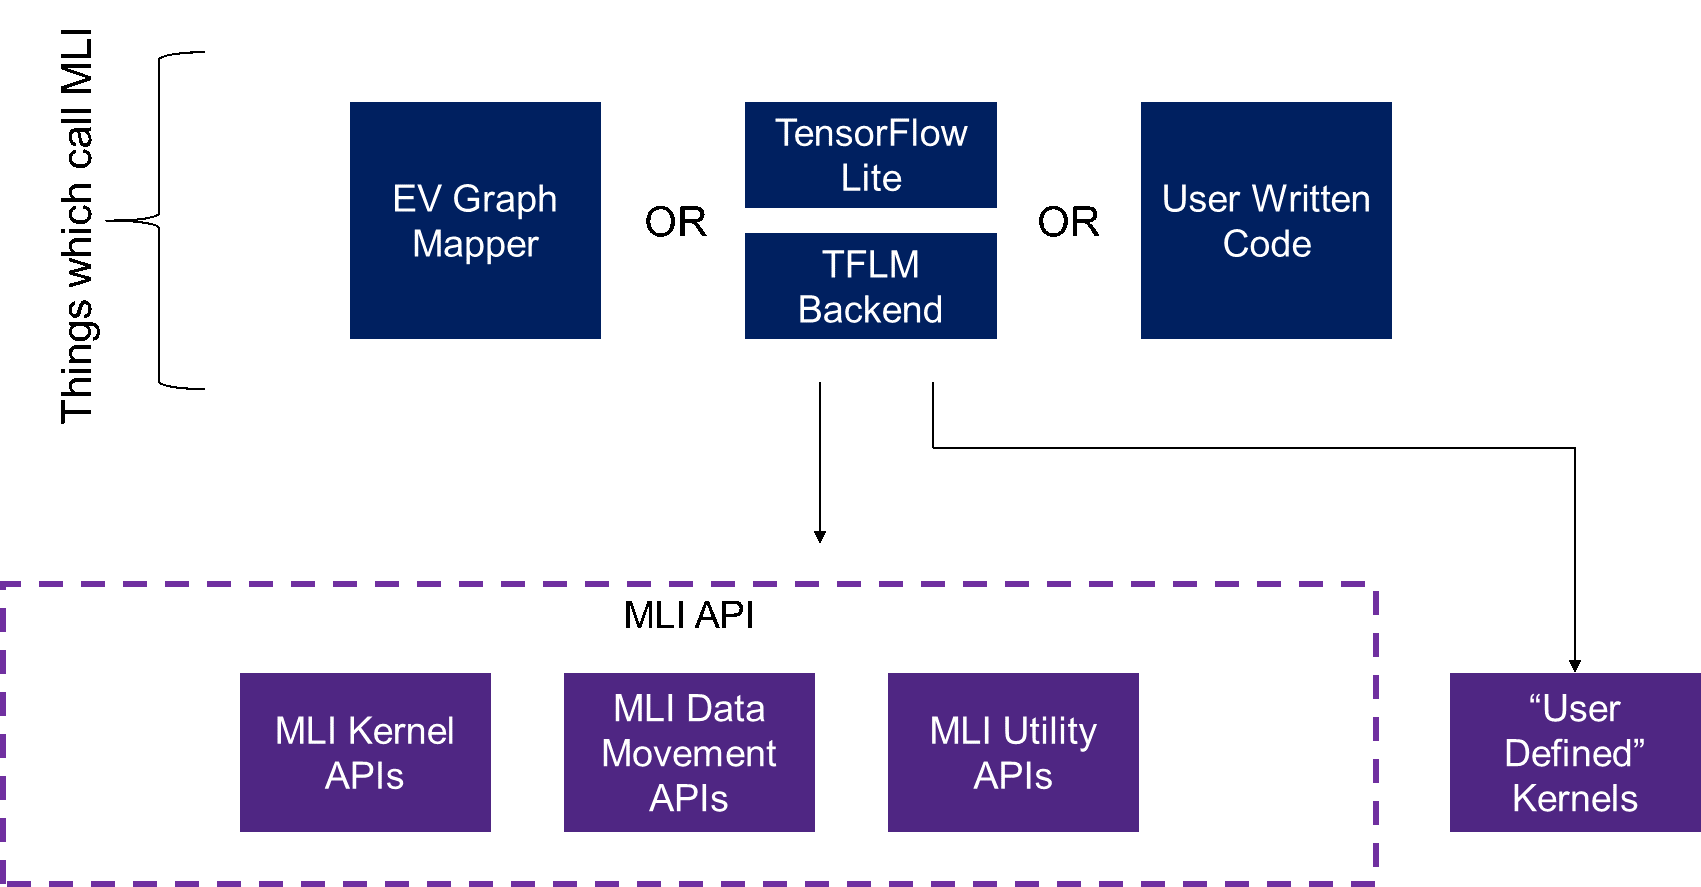 Things which call MLI
EV Graph
Mapper
OR
TensorFlow
Lite
TFLM
Backend
OR
User Written
Code
MLI API
MLI Kernel
APIs
MLI Data
Movement
APIs
MLI Utility
APIs
“User
Defined”
Kernels